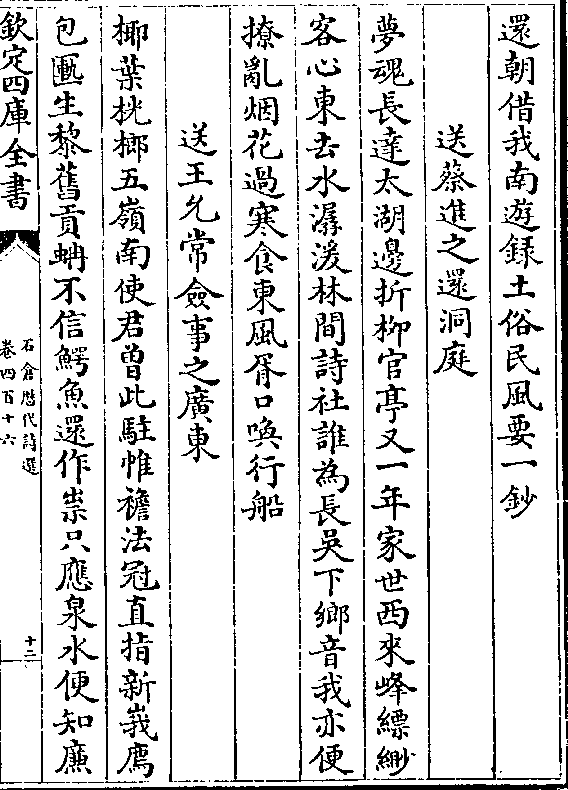 還朝借我南遊録土俗民風要一鈔
送蔡進之還洞庭
夢魂長達太湖邊折柳官亭又一年家世西來峰縹緲
客心東去水潺湲林間詩社誰為長吳下鄉音我亦便
撩亂烟花過寒食東風胥口喚行船
送王允常僉事之廣東
椰葉桄榔五嶺南使君曽此駐帷襜法冠直指新峩鷹
包匭生黎舊貢蚺不信鰐魚還作祟只應泉水便知㢘
欽定四庫全書
石倉歴代詩選
卷四百十六
十二